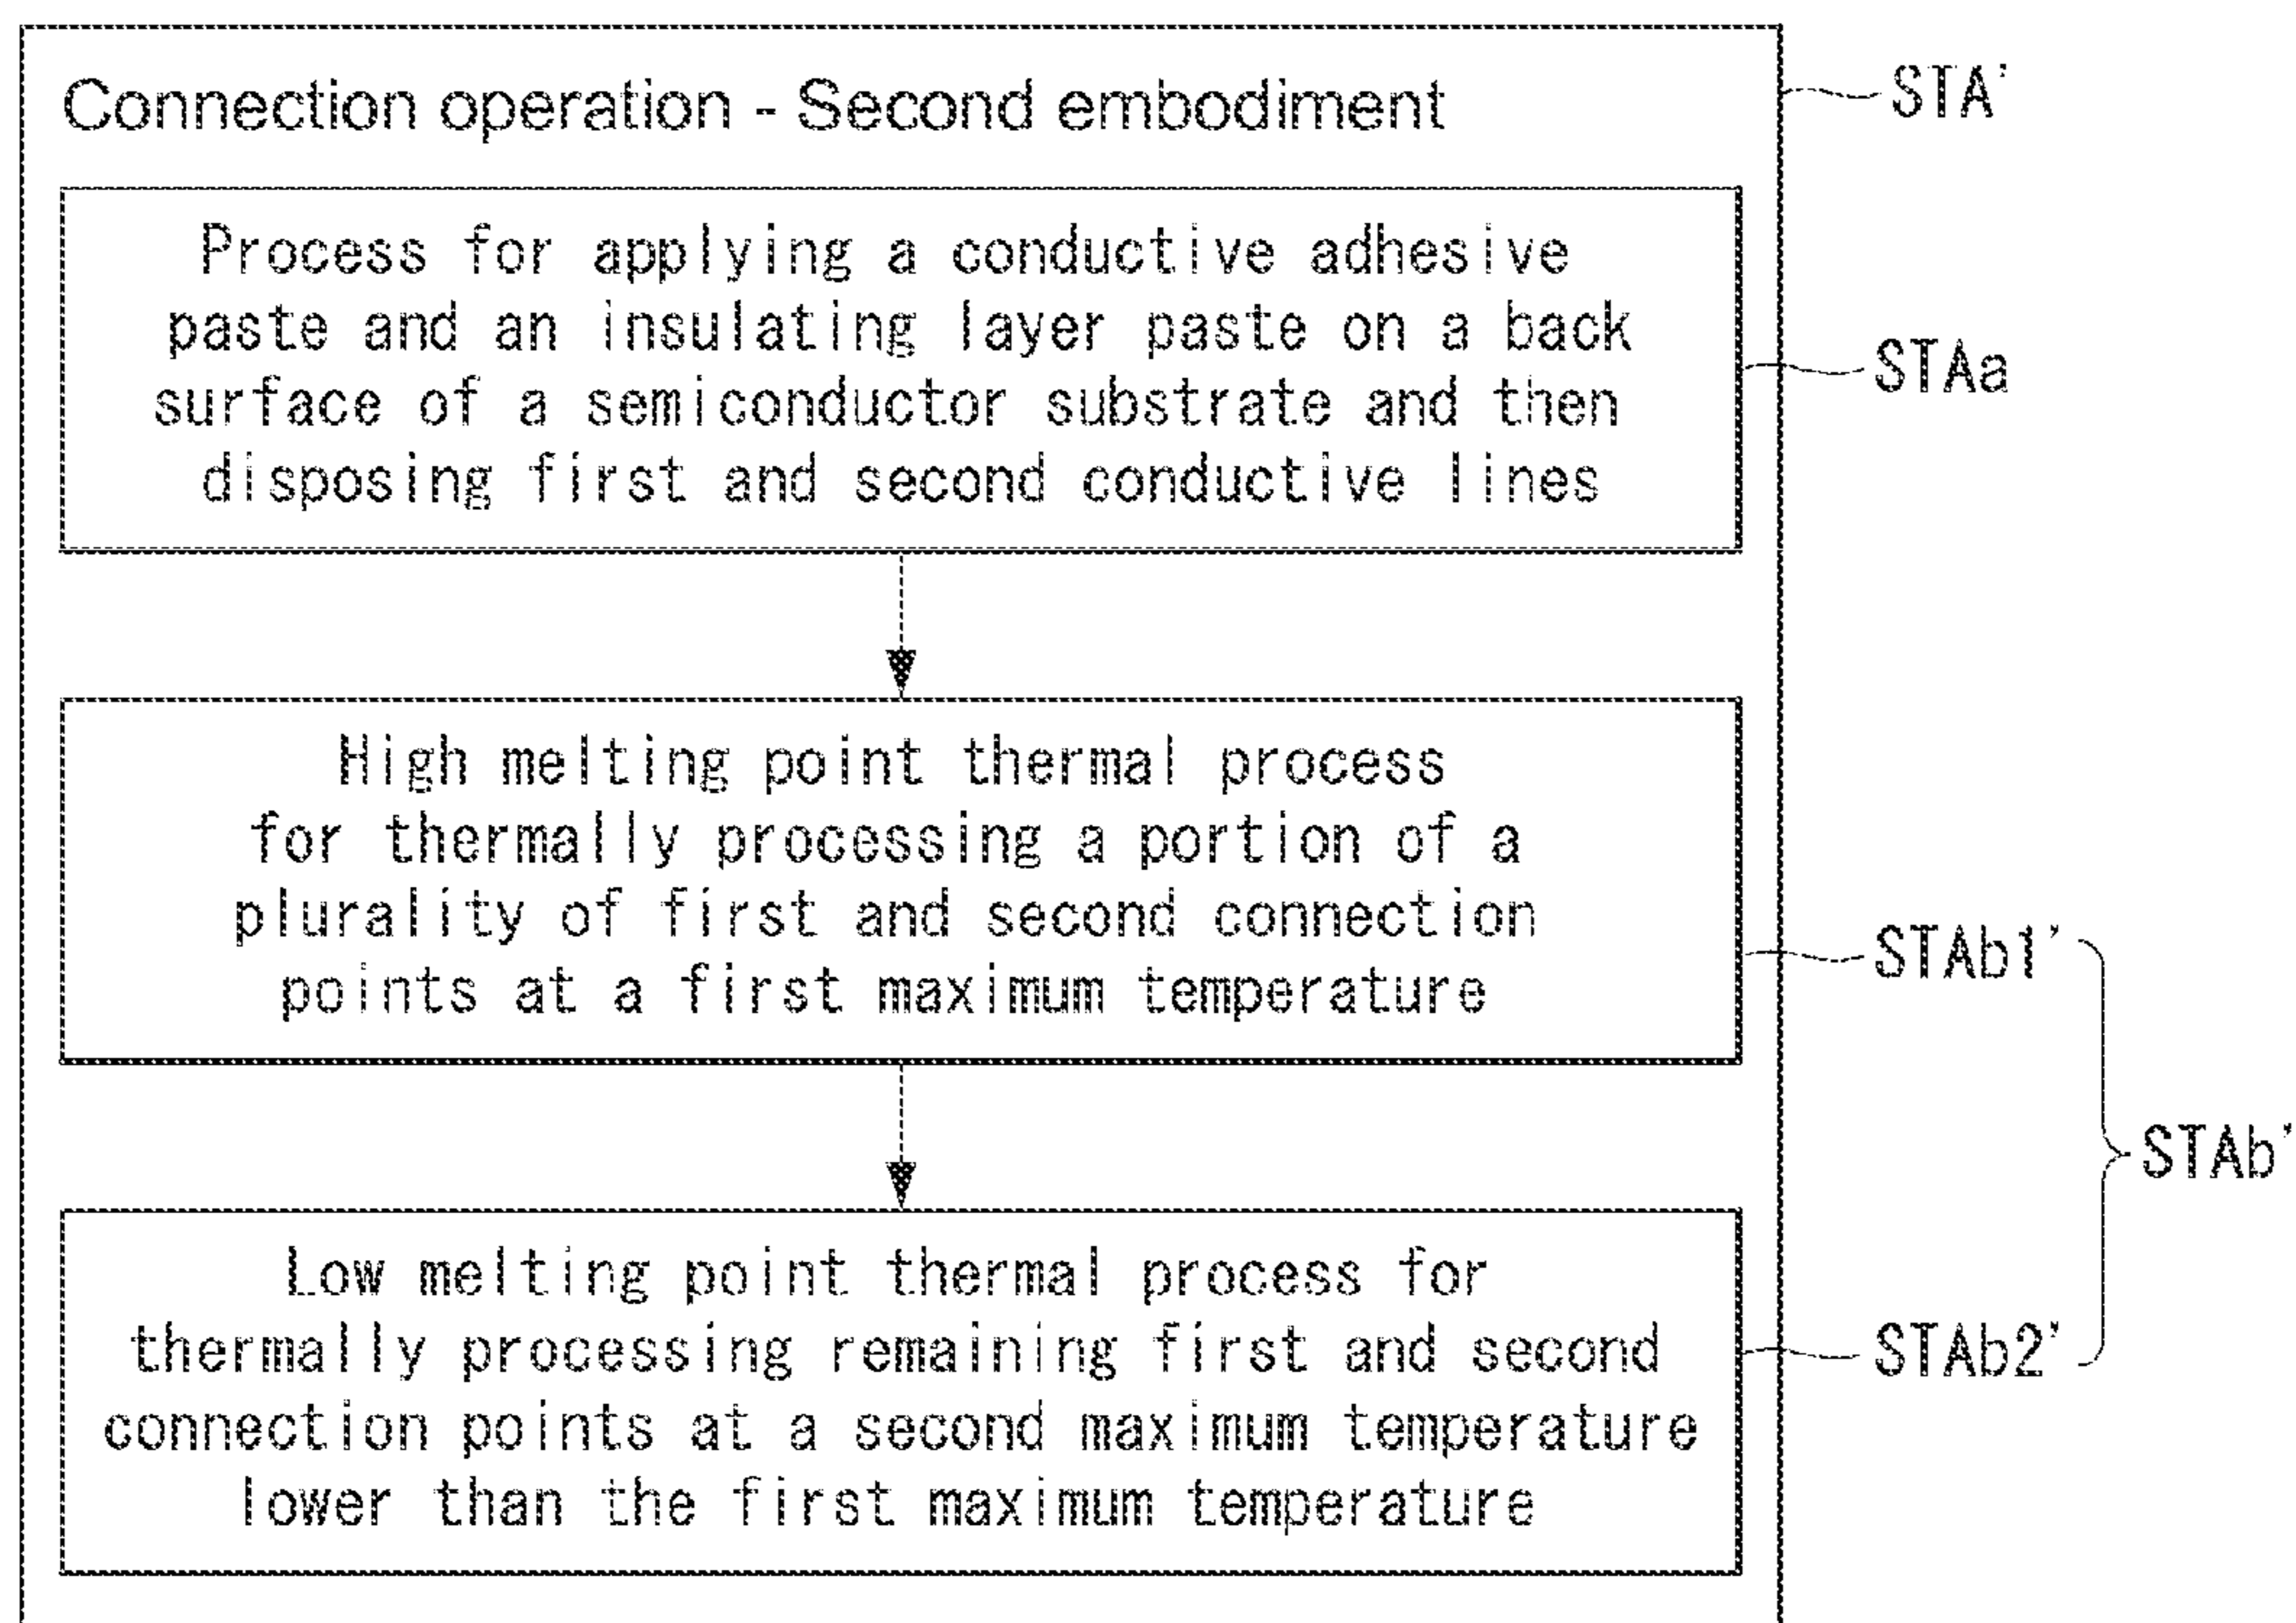 Connection operation - Second embodiment
STA'
Process for applying a conductive adhesive
paste and an insulating layer paste on a back
surface of a semiconductor substrate and then
disposing first and second conductive lines
STAa
High melting point thermal process
for thermally processing a portion of a
plurality of first and second connection
points at a first maximum temperature
STAb1'
STAb'
Low melting point thermal process for
thermally processing remaining first and second
connection points at a second maximum temperature
lower than the first maximum temperature
STAb2'